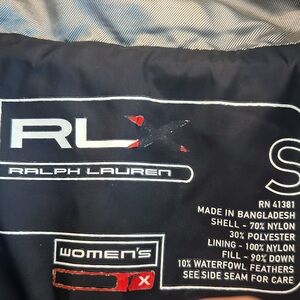 RLX
RALPH LAUREN
WOMEN'S
X
S
RN 41381
MADE IN BANGLADESH
SHELL - 70% NYLON
30% POLYESTER
LINING - 100% NYLON
FILL - 90% DOWN
10% WATERFOWL FEATHERS
SEE SIDE SEAM FOR CARE